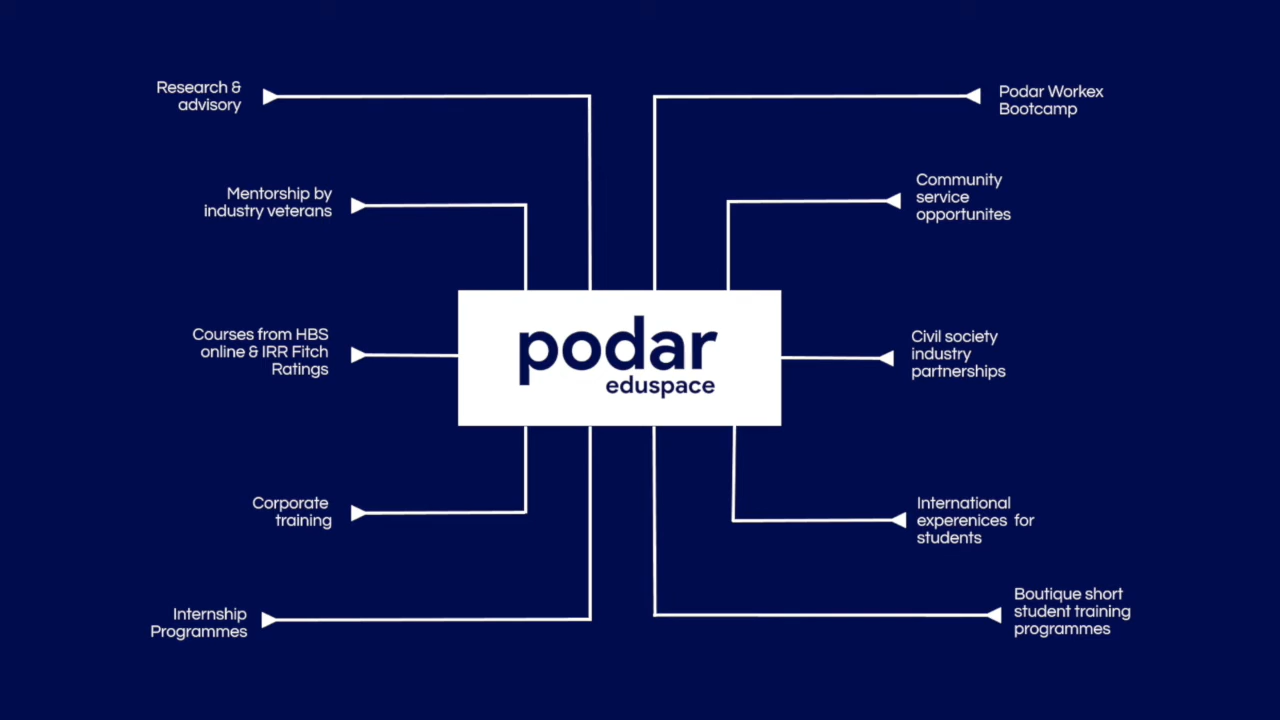 Research &
advisory
Mentorship by
industry veterans
Courses from HBS
online & IRR Fitch
Ratings
Corporate
training
Internship
Programmes
podar
eduspace
Podar Workex
Bootcamp
Community
service
opportunites
Civil society
industry
partnerships
International
experenices for
students
Boutique short
student training
programmes